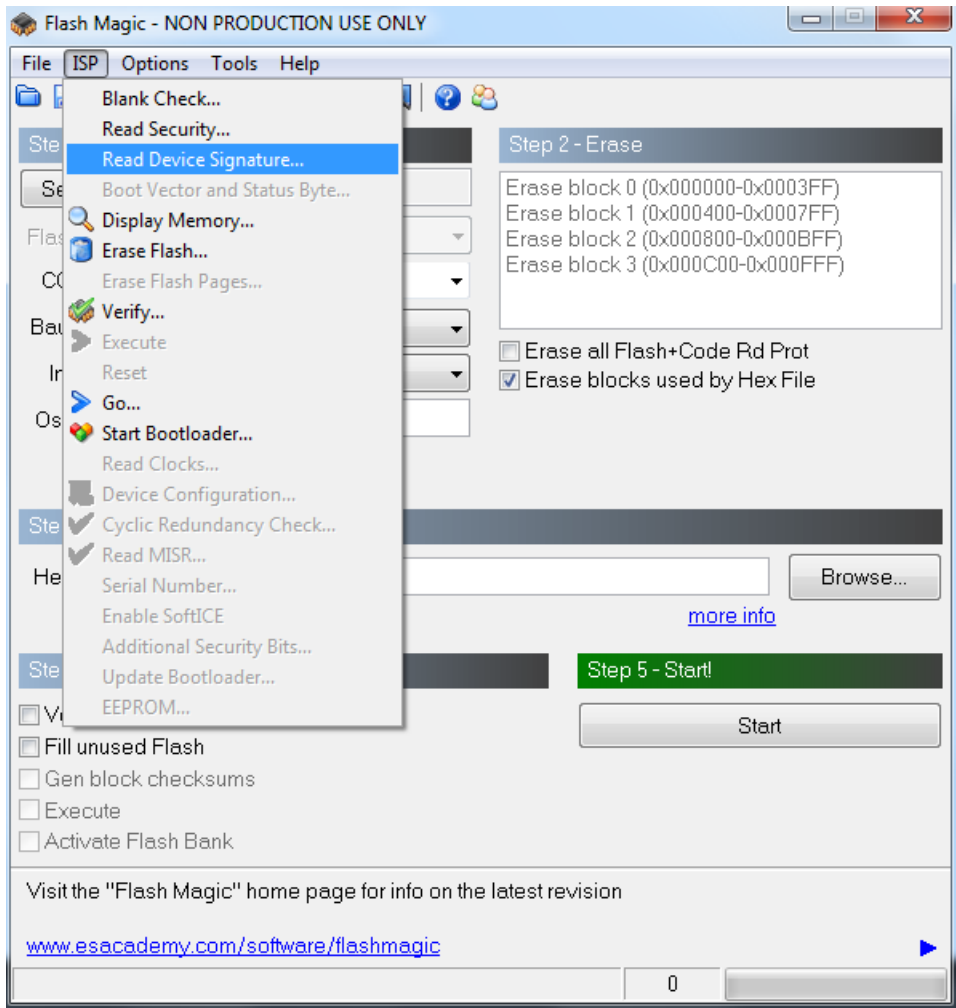 Flash Magic - NON PRODUCTION USE ONLY
File ISP Options Tools Help
Blank Check...
Read Security...
Read Device Signature...
Boot Vector and Status Byte...
Display Memory...
Erase Flash...
Erase Flash Pages...
Verify...
Execute
Reset
Go...
Start Bootloader...
Read Clocks...
Device Configuration...
Cyclic Redundancy Check...
Read MISR...
Serial Number...
Enable SoftICE
Additional Security Bits...
Update Bootloader...
EEPROM...
Step 2 - Erase
Erase block 0 (0x000000-0x0003FF)
Erase block 1 (0x000400-0x0007FF)
Erase block 2 (0x000800-0x000BFF)
Erase block 3 (0x000C00-0x000FFF)
Erase all Flash+Code Rd Prot
Erase blocks used by Hex File
Browse...
more info
Fill unused Flash
Gen block checksums
Execute
Activate Flash Bank
Step 5 - Start!
Start
Visit the "Flash Magic" home page for info on the latest revision
www.esacademy.com/software/flashmagic
0